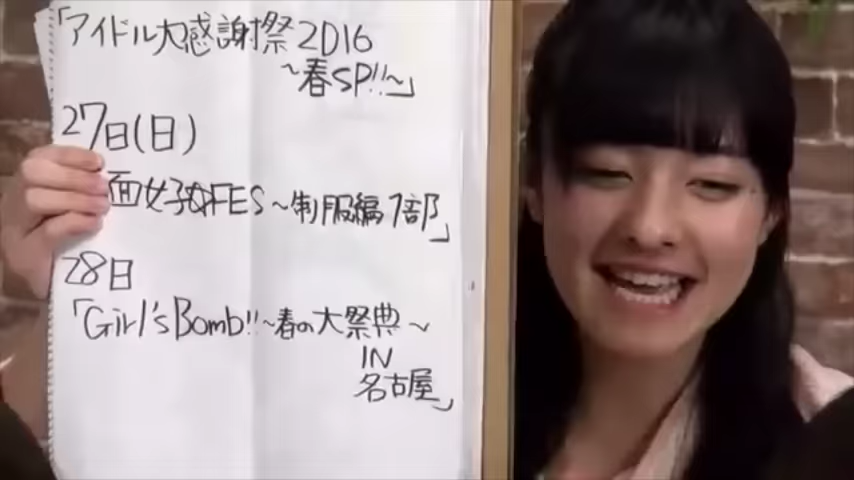 「アイドル大感謝祭2016
~春SP!!~」
27日(日)
面女子のFES~制服編1部」
28日
「Girl's Bomb!!~春の大祭典~
IN
名古屋」